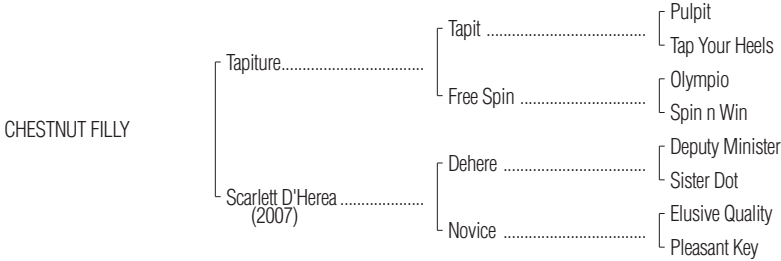 Pulpit
Tapit ........................................
Tap Your Heels
Tapiture....................................
Olympio
Free Spin ................................
Spin n Win
CHESTNUT FILLY
Deputy Minister
Dehere ....................................
Sister Dot
Scarlett D'Herea .....................
(2007)
Elusive Quality
Novice ....................................
Pleasant Key